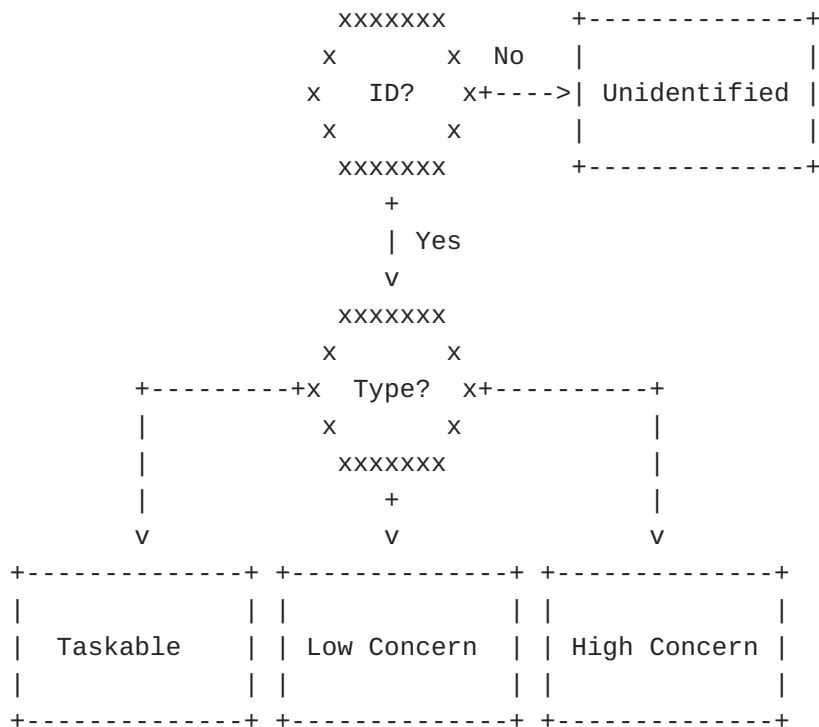 No
ID?
Unidentified
Yes
Type?
Taskable
Low Concern
High Concern